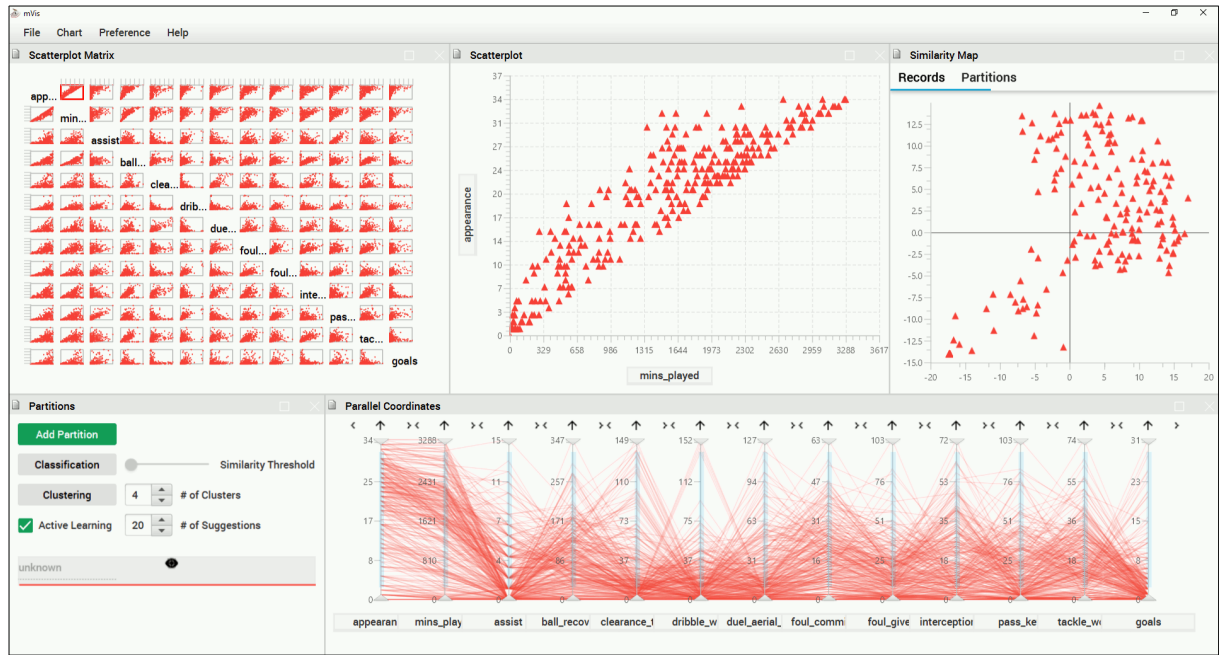 mVis
File Chart Preference Help
Scatterplot Matrix
app...
min...
assist
ball...
clea...
drib...
due...
foul...
foul...
inte...
pas...
tac...
goals
Scatterplot
37
34
31
27
24
21
17
14
10
7
3
0
0 329 658 986 1315 1644 1973 2302 2630 2959 3288 3617
appearance
mins_played
Similarity Map
Records Partitions
12.5
10.0
7.5
5.0
2.5
0.0
-2.5
-5.0
-7.5
-10.0
-12.5
-15.0
-20 -15 -10 -5 0 5 10 15 20
Partitions
Add Partition
Classification Similarity Threshold
Clustering 4 # of Clusters
Active Learning 20 # of Suggestions
unknown
Parallel Coordinates
34 3288 15 347 149 152 127 63 103 72 103 74 31
25 2431 11 257 110 112 94 47 76 53 76 55 23
17 1621 7 171 73 75 63 31 51 35 51 36 15
8 810 4 86 37 37 31 16 25 18 25 18 8
0 0 0 0 0 0 0 0 0 0 0 0 0
appearan mins_play assist ball_recov clearance_t dribble_w duel_aerial_ foul_commi foul_give interception pass_ke tackle_w goals